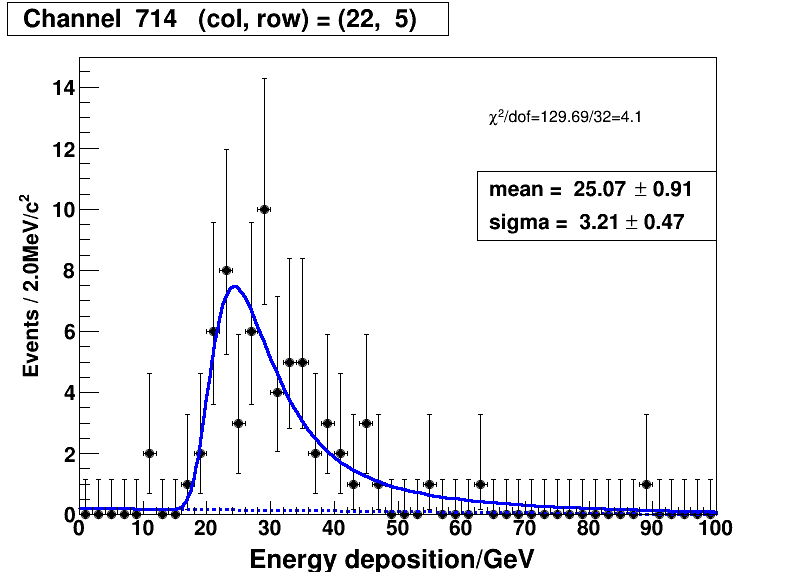 Channel 714 (col, row) = (22, 5)
χ²/dof=129.69/32=4.1
mean = 25.07 ± 0.91
sigma = 3.21 ± 0.47
Events / 2.0MeV/c²
14
12
10
8
6
4
2
0
0 10 20 30 40 50 60 70 80 90 100
Energy deposition/GeV